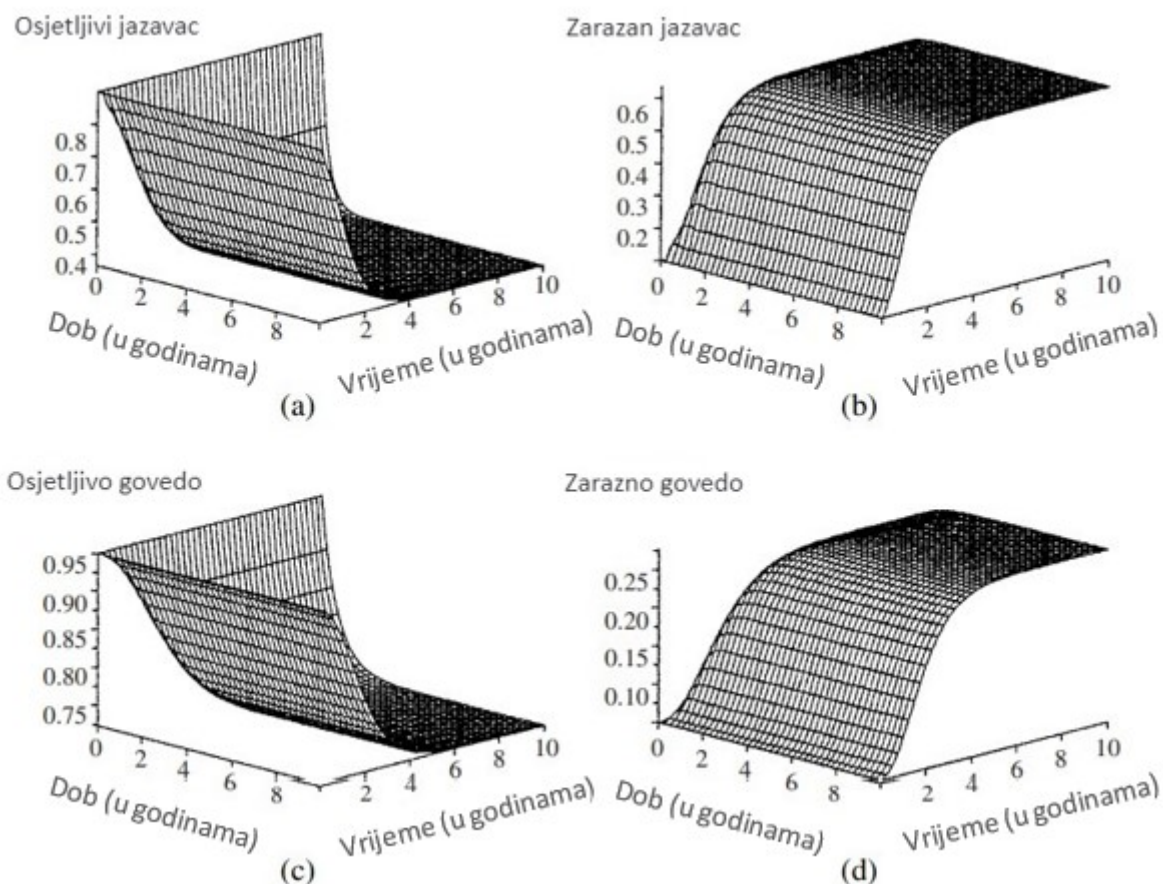 Osjetljivi jazavac
0.8
0.7
0.6
0.5
0.4
0 2 4 6 8
2 4 6 8 10
Dob (u godinama)
Vrijeme (u godinama)
(a)
Zarazan jazavac
0.6
0.5
0.4
0.3
0.2
0 2 4 6 8
2 4 6 8 10
Dob (u godinama)
Vrijeme (u godinama)
(b)
Osjetljivo govedo
0.95
0.90
0.85
0.80
0.75
0 2 4 6 8
2 4 6 8 10
Dob (u godinama)
Vrijeme (u godinama)
(c)
Zarazno govedo
0.25
0.20
0.15
0.10
0 2 4 6 8
2 4 6 8 10
Dob (u godinama)
Vrijeme (u godinama)
(d)